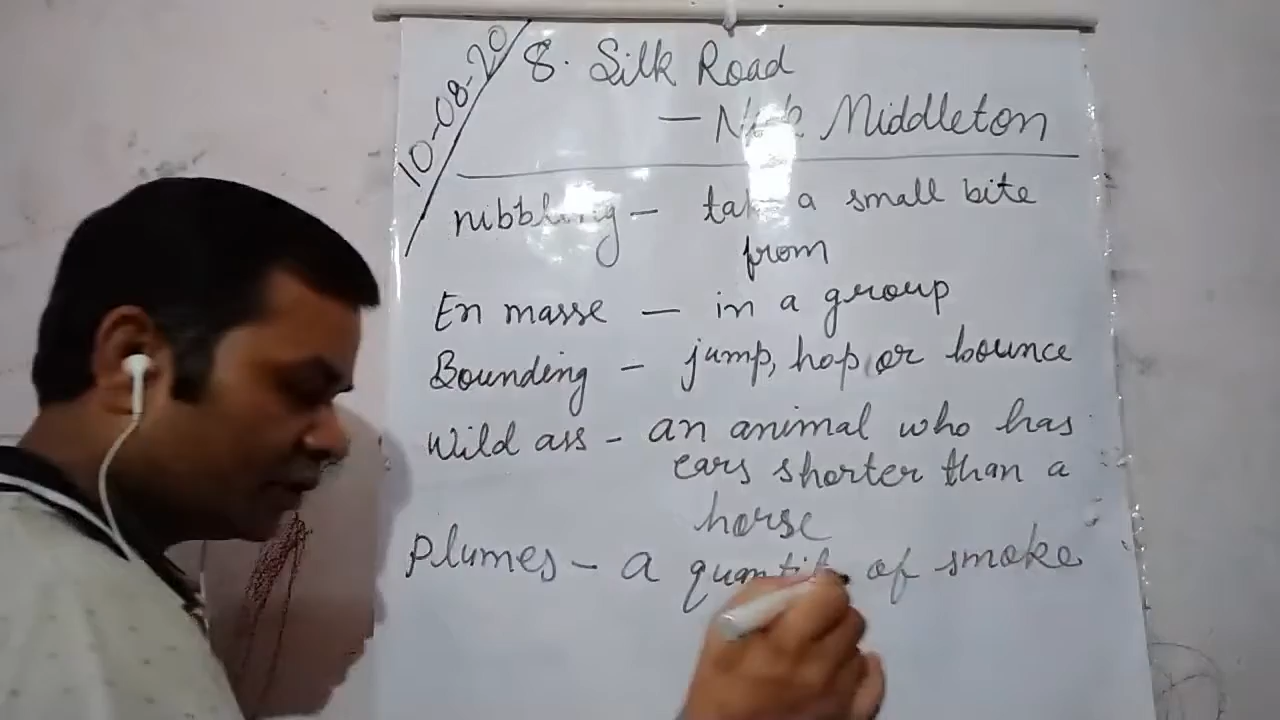 10-08-20
8. Silk Road
— Nick Middleton
nibbling — take a small bite
from
En masse — in a group
Bounding — jump, hop, or bounce
Wild ass - an animal who has
ears shorter than a
horse
Plumes - a quantity of smoke